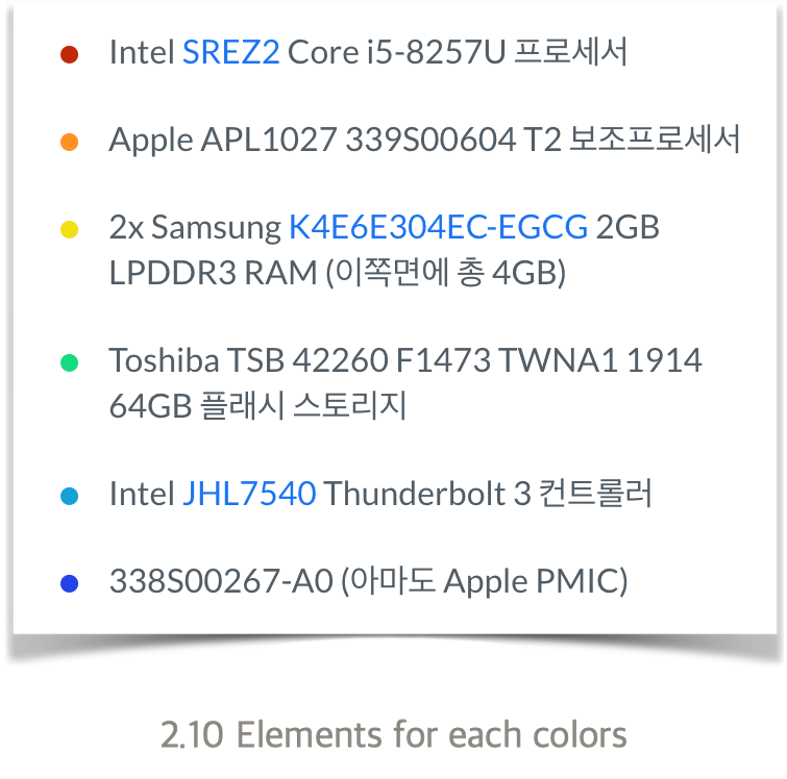 Intel SREZ2 Core i5-8257U 프로세서
Apple APL1027 339S00604 T2 보조프로세서
2x Samsung K4E6E304EC-EGCG 2GB
LPDDR3 RAM (이쪽면에 총 4GB)
Toshiba TSB 42260 F1473 TWNA1 1914
64GB 플래시 스토리지
Intel JHL7540 Thunderbolt 3 컨트롤러
338S00267-A0 (아마도 Apple PMIC)
2.10 Elements for each colors